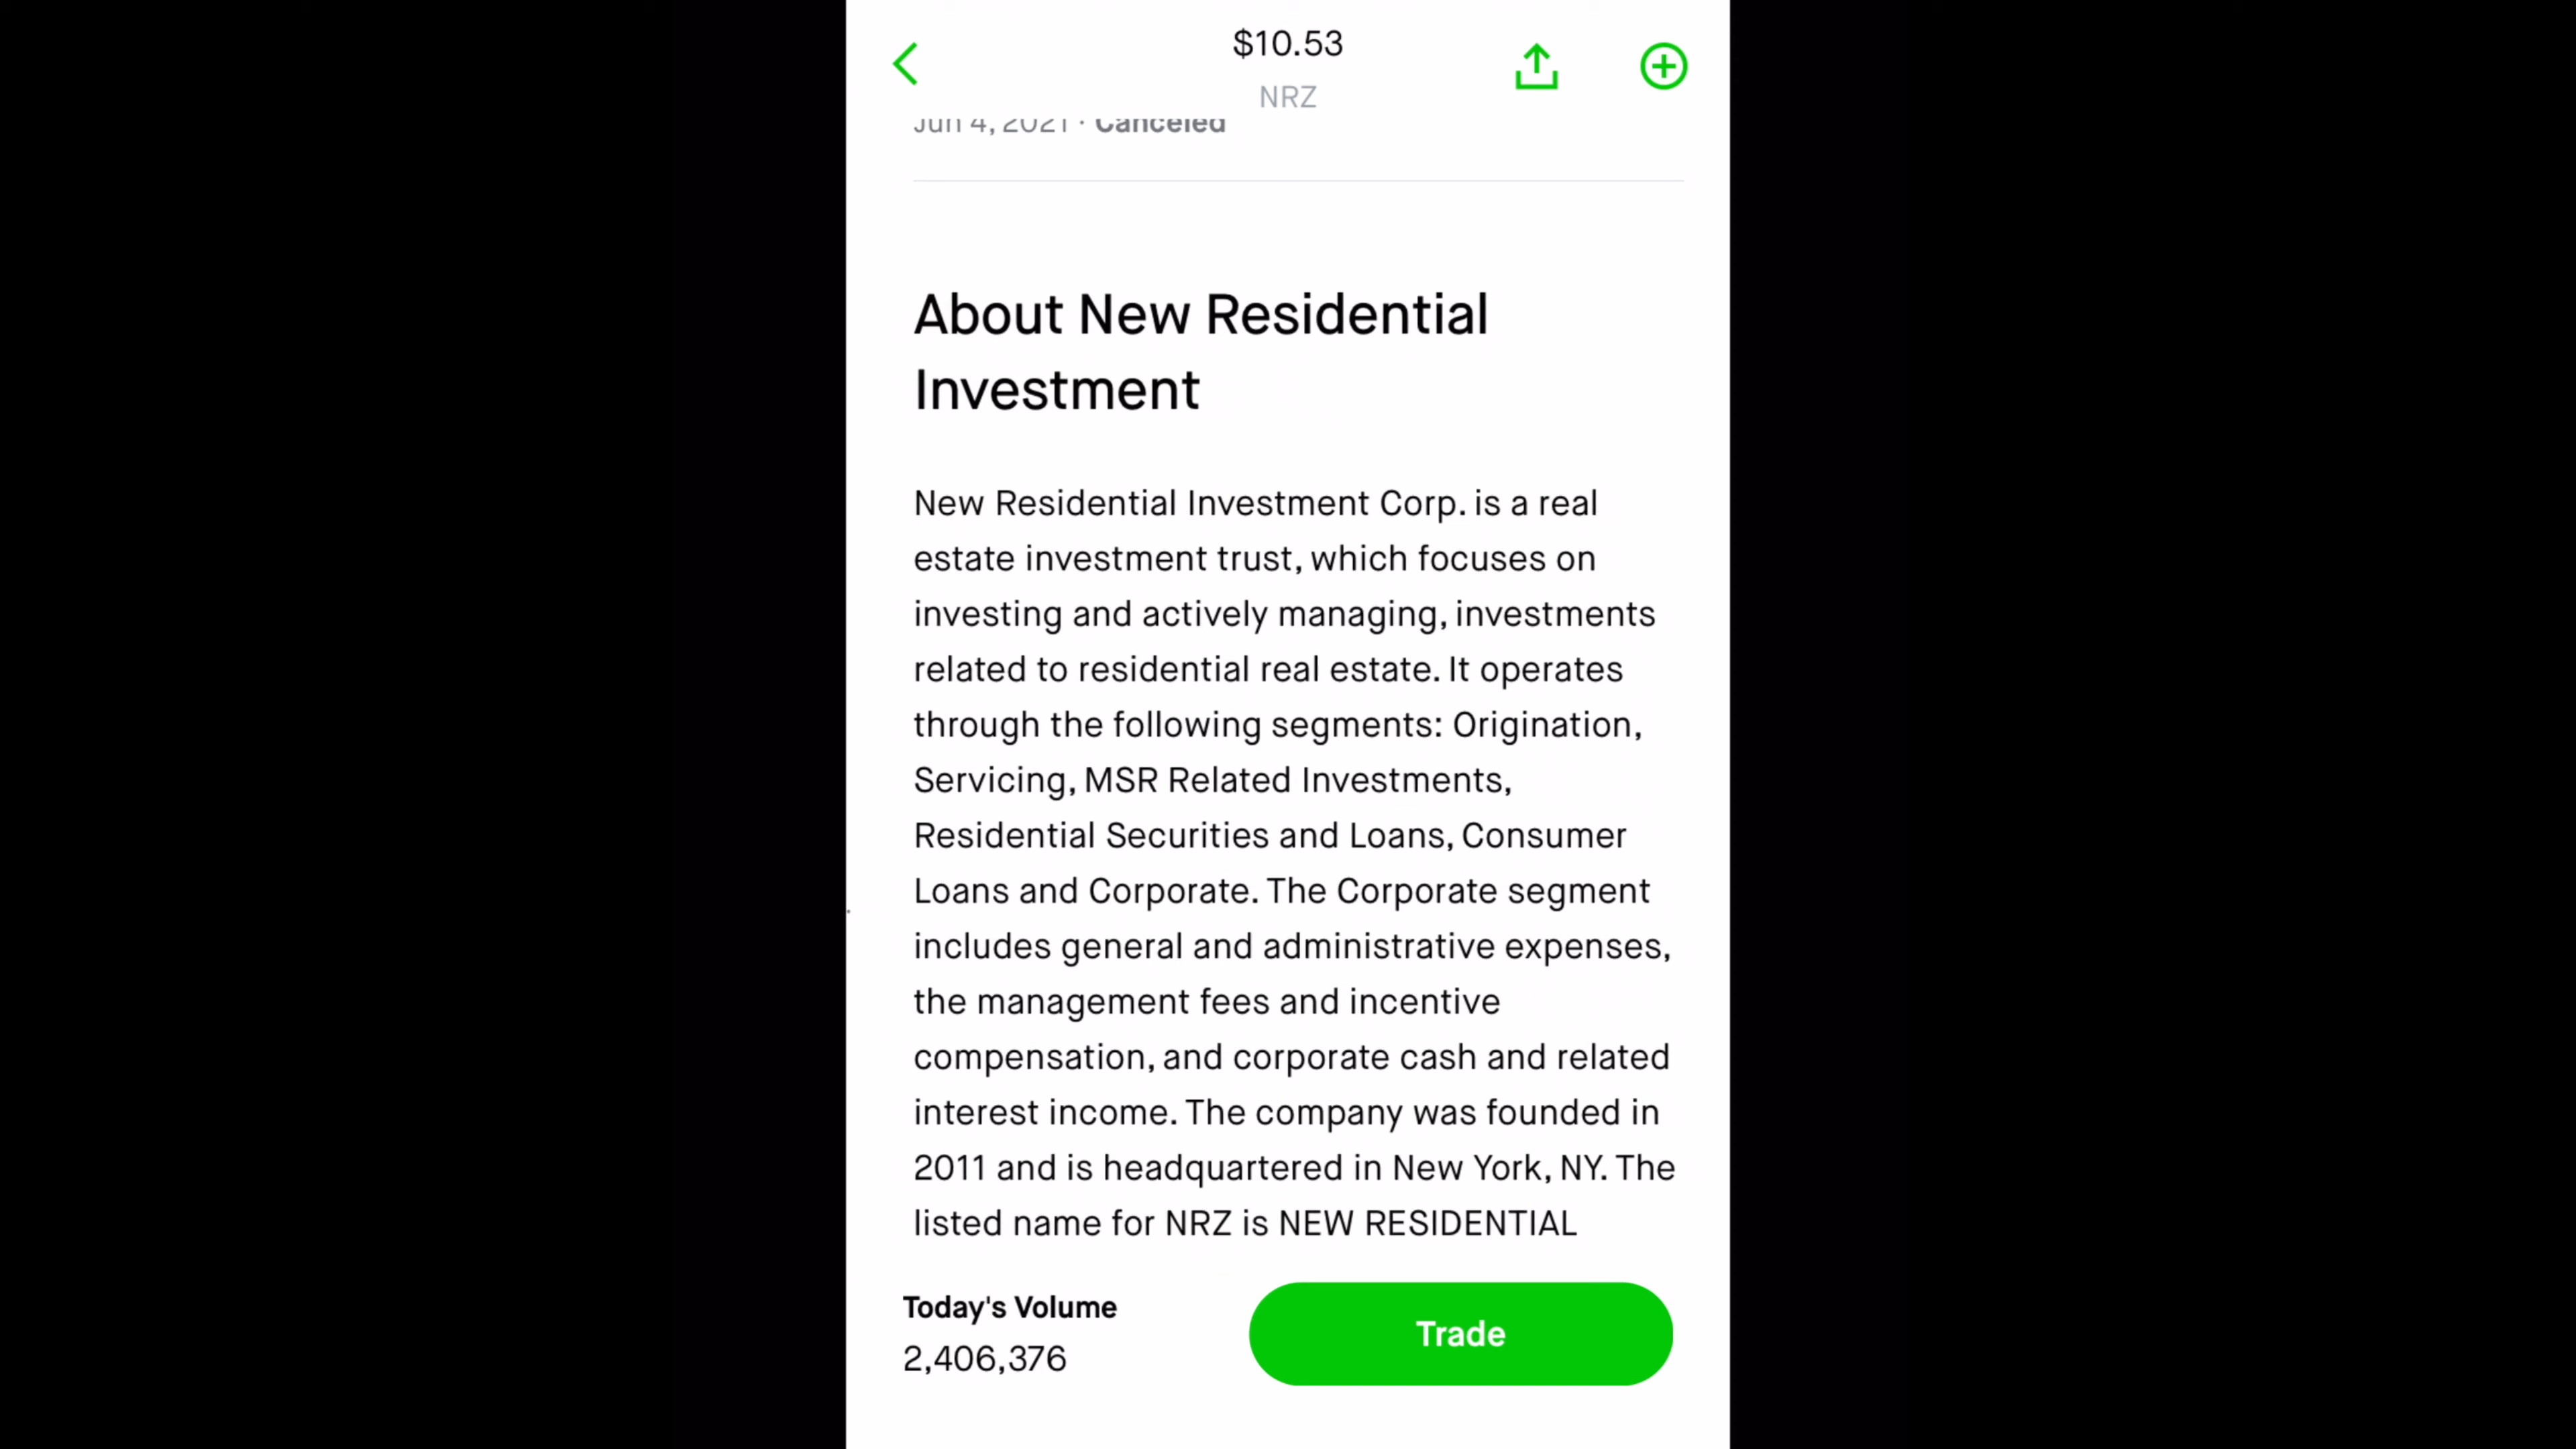 $10.53
NRZ
Jun 4, 2021 · Canceled
About New Residential
Investment
New Residential Investment Corp. is a real
estate investment trust, which focuses on
investing and actively managing, investments
related to residential real estate. It operates
through the following segments: Origination,
Servicing, MSR Related Investments,
Residential Securities and Loans, Consumer
Loans and Corporate. The Corporate segment
includes general and administrative expenses,
the management fees and incentive
compensation, and corporate cash and related
interest income. The company was founded in
2011 and is headquartered in New York, NY. The
listed name for NRZ is NEW RESIDENTIAL
Today's Volume
2,406,376
Trade